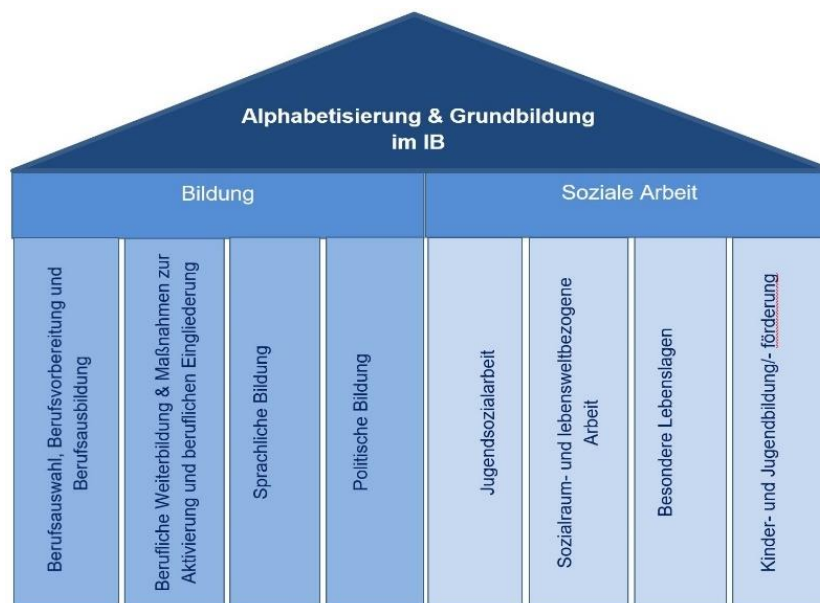 Alphabetisierung & Grundbildung
im IB
Bildung
Soziale Arbeit
Berufsauswahl, Berufsvorbereitung und
Berufsausbildung
Berufliche Weiterbildung & Maßnahmen zur
Aktivierung und beruflichen Eingliederung
Sprachliche Bildung
Politische Bildung
Jugendsozialarbeit
Sozialraum- und lebensweltbezogene
Arbeit
Besondere Lebenslagen
Kinder- und Jugendbildung/- förderung